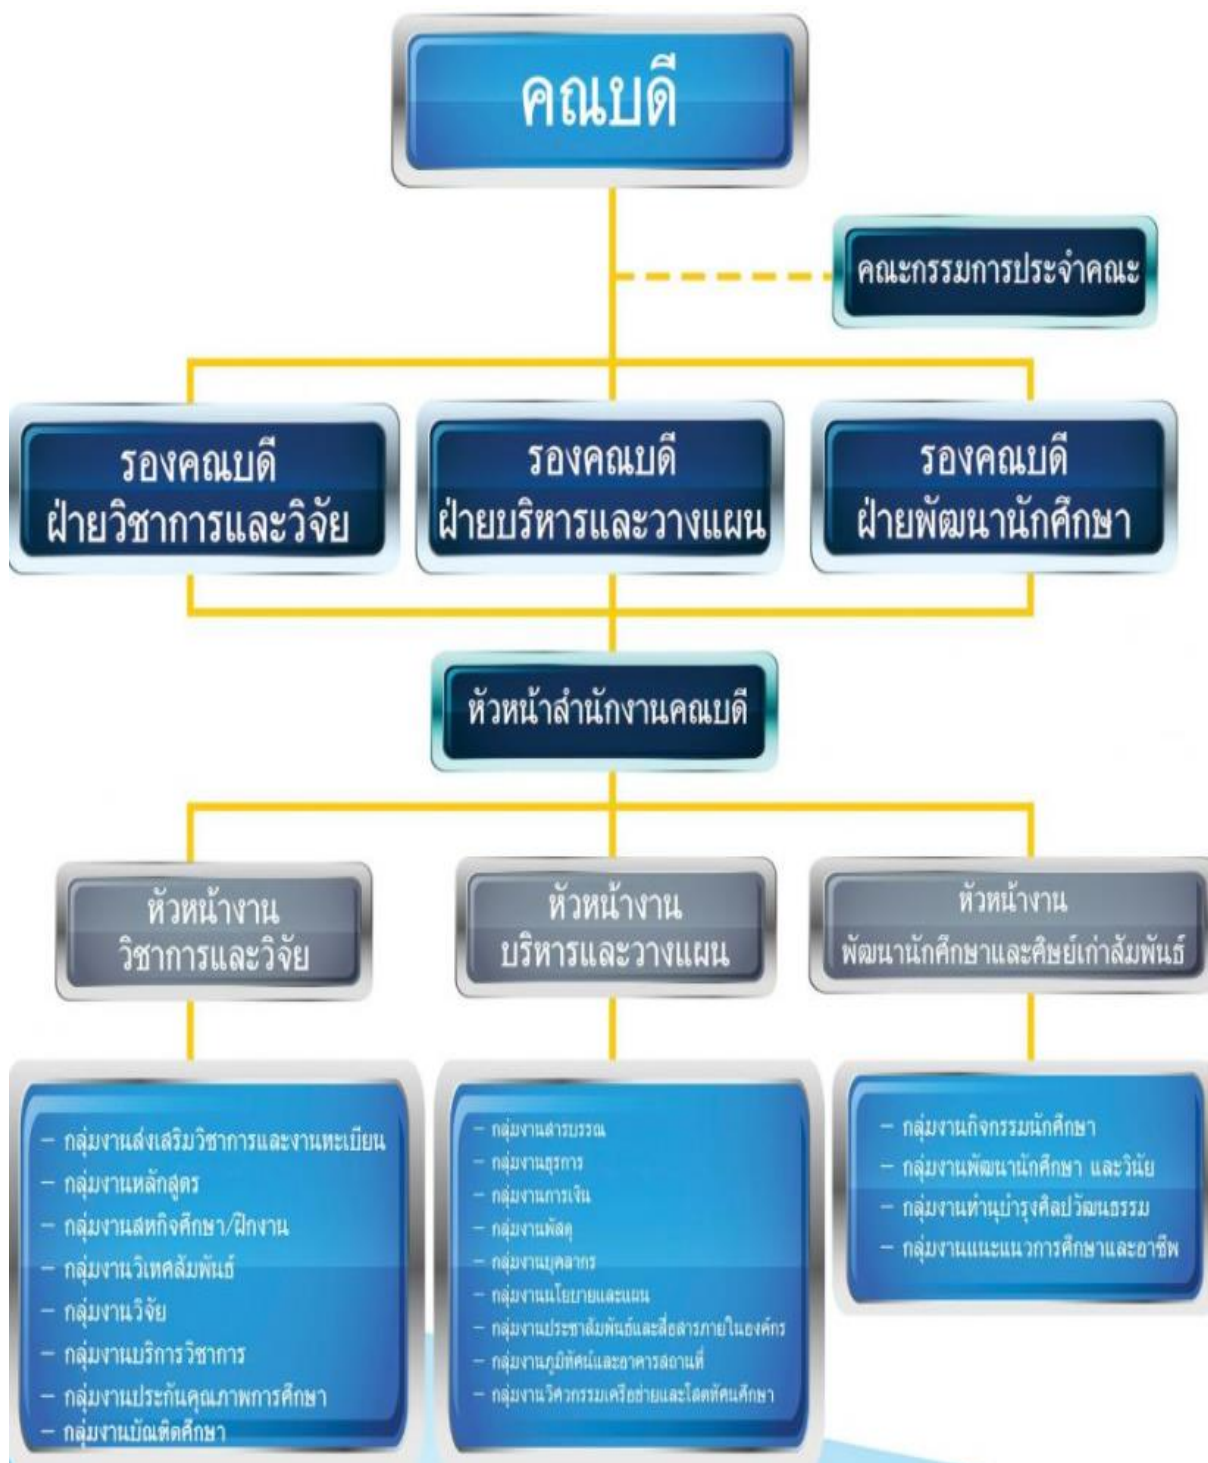 คณบดี
คณะกรรมการประจำคณะ
รองคณบดี
ฝ่ายวิชาการและวิจัย
รองคณบดี
ฝ่ายบริหารและวางแผน
รองคณบดี
ฝ่ายพัฒนานักศึกษา
หัวหน้าสำนักงานคณบดี
หัวหน้างาน
วิชาการและวิจัย
หัวหน้างาน
บริหารและวางแผน
หัวหน้างาน
พัฒนานักศึกษาและศิษย์เก่าสัมพันธ์
– กลุ่มงานส่งเสริมวิชาการและงานทะเบียน
– กลุ่มงานหลักสูตร
– กลุ่มงานสหกิจศึกษา/ฝึกงาน
– กลุ่มงานวิเทศสัมพันธ์
– กลุ่มงานวิจัย
– กลุ่มงานบริการวิชาการ
– กลุ่มงานประกันคุณภาพการศึกษา
– กลุ่มงานบัณฑิตศึกษา
– กลุ่มงานสารบรรณ
– กลุ่มงานธุรการ
– กลุ่มงานการเงิน
– กลุ่มงานพัสดุ
– กลุ่มงานบุคลากร
– กลุ่มงานนโยบายและแผน
– กลุ่มงานประชาสัมพันธ์และสื่อสารภายในองค์กร
– กลุ่มงานภูมิทัศน์และอาคารสถานที่
– กลุ่มงานวิศวกรรมเครือข่ายและโสตทัศนศึกษา
– กลุ่มงานกิจกรรมนักศึกษา
– กลุ่มงานพัฒนานักศึกษา และวินัย
– กลุ่มงานทำนุบำรุงศิลปวัฒนธรรม
– กลุ่มงานแนะแนวการศึกษาและอาชีพ